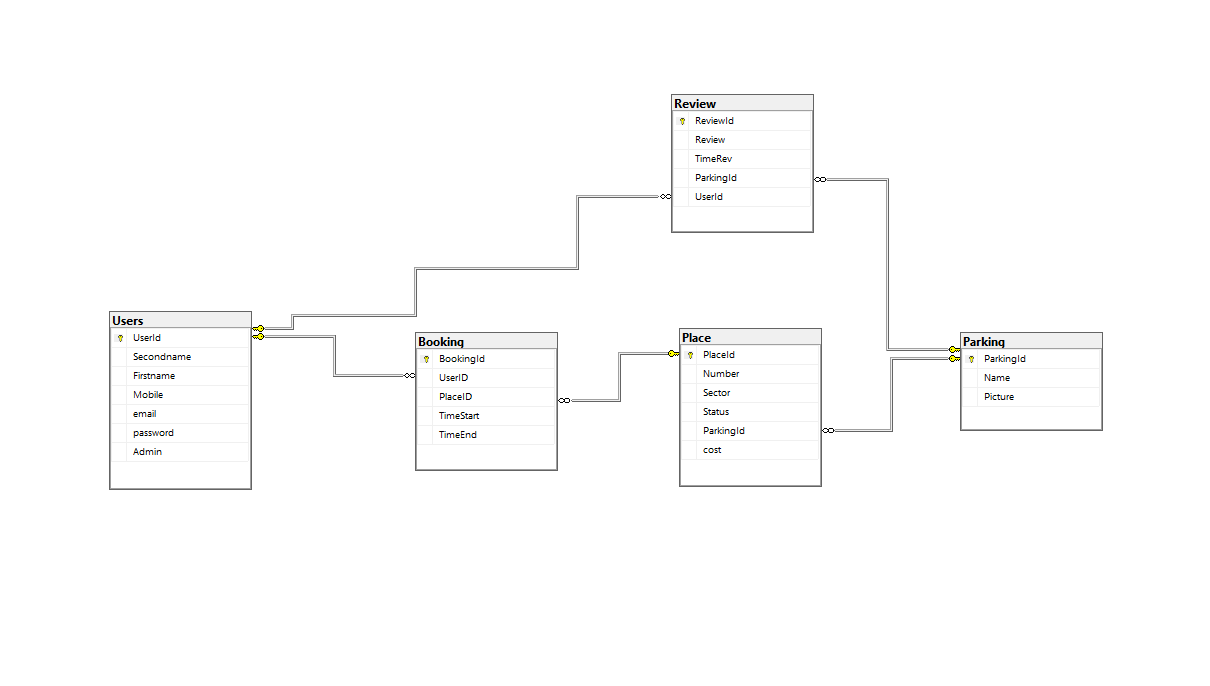 Review
ReviewId
Review
TimeRev
ParkingId
UserId
Users
UserId
Secondname
Firstname
Mobile
email
password
Admin
Booking
BookingId
UserID
PlaceID
TimeStart
TimeEnd
Place
PlaceId
Number
Sector
Status
ParkingId
cost
Parking
ParkingId
Name
Picture